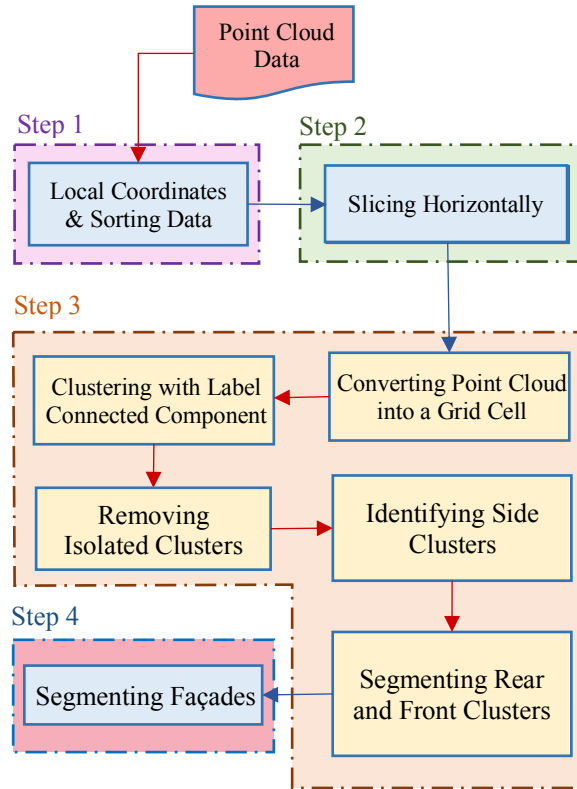 Point Cloud
Data
Step 1
Step 2
Local Coordinates
& Sorting Data
Slicing Horizontally
Step 3
Clustering with Label
Connected Component
Converting Point Cloud
into a Grid Cell
Removing
Isolated Clusters
Identifying Side
Clusters
Step 4
Segmenting Façades
Segmenting Rear
and Front Clusters